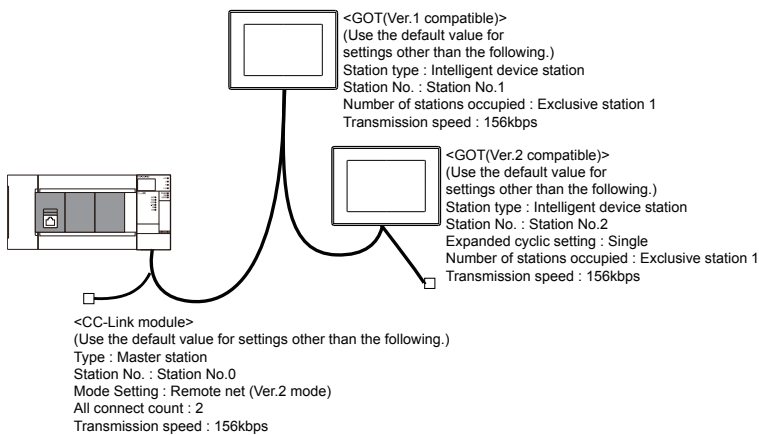 <GOT(Ver.1 compatible)>
(Use the default value for
settings other than the following.)
Station type : Intelligent device station
Station No. : Station No.1
Number of stations occupied : Exclusive station 1
Transmission speed : 156kbps
<GOT(Ver.2 compatible)>
(Use the default value for
settings other than the following.)
Station type : Intelligent device station
Station No. : Station No.2
Expanded cyclic setting : Single
Number of stations occupied : Exclusive station 1
Transmission speed : 156kbps
<CC-Link module>
(Use the default value for settings other than the following.)
Type : Master station
Station No. : Station No.0
Mode Setting : Remote net (Ver.2 mode)
All connect count : 2
Transmission speed : 156kbps